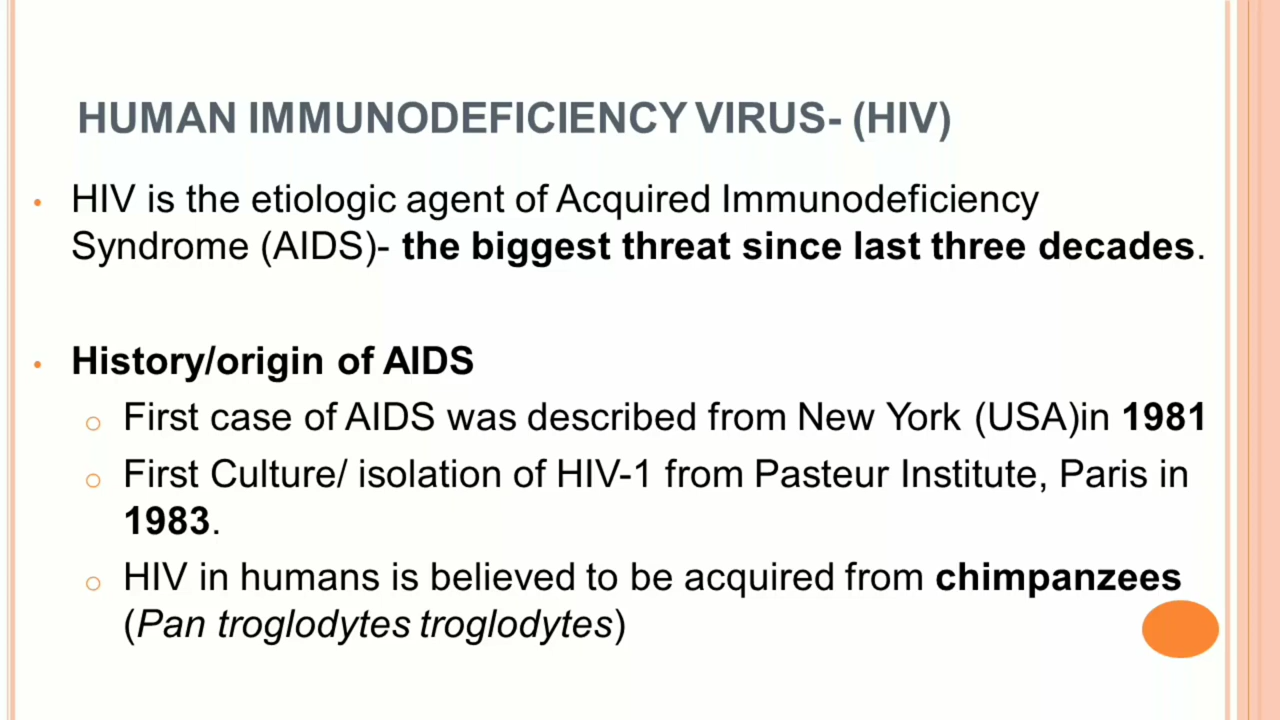 HUMAN IMMUNODEFICIENCY VIRUS- (HIV)
• HIV is the etiologic agent of Acquired Immunodeficiency
Syndrome (AIDS)- the biggest threat since last three decades.
• History/origin of AIDS
o First case of AIDS was described from New York (USA)in 1981
o First Culture/ isolation of HIV-1 from Pasteur Institute, Paris in
1983.
o HIV in humans is believed to be acquired from chimpanzees
(Pan troglodytes troglodytes)